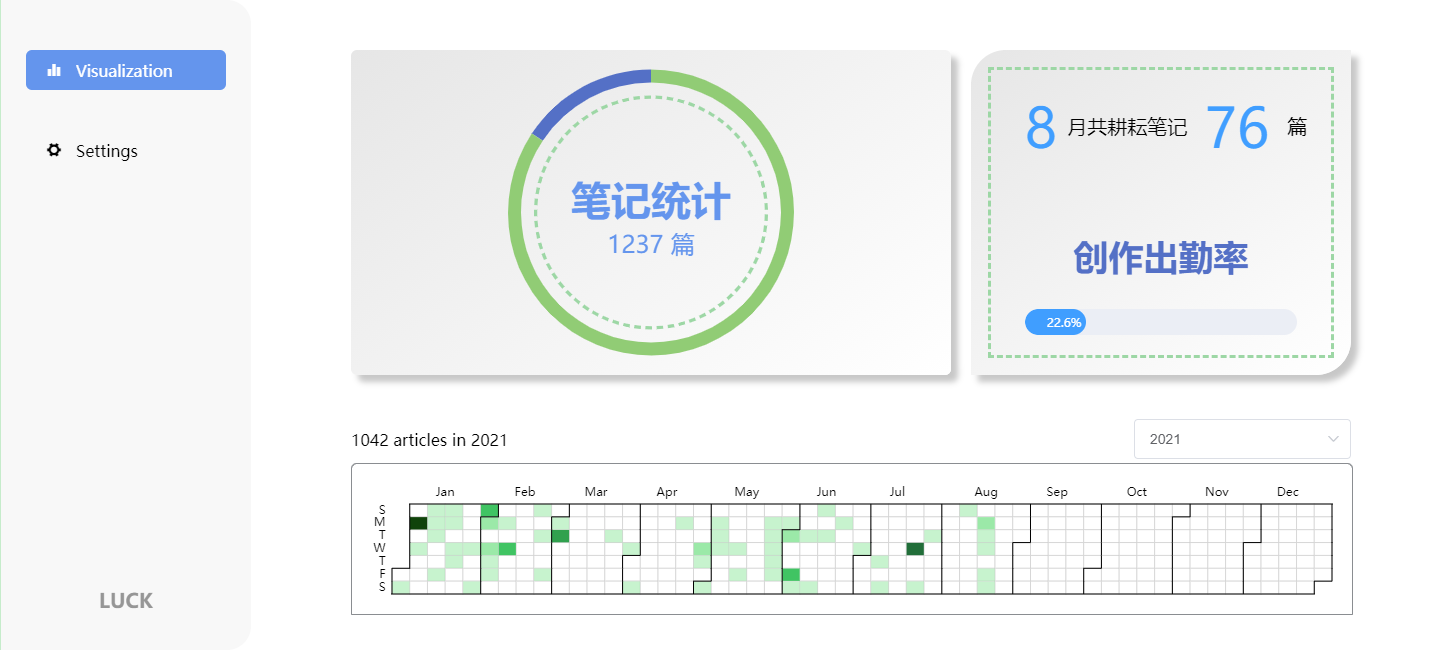 Visualization
Settings
LUCK
笔记统计
1237 篇
8 月共耕耘笔记 76 篇
创作出勤率
22.6%
1042 articles in 2021
2021
Jan Feb Mar Apr May Jun Jul Aug Sep Oct Nov Dec
S
M
T
W
T
F
S